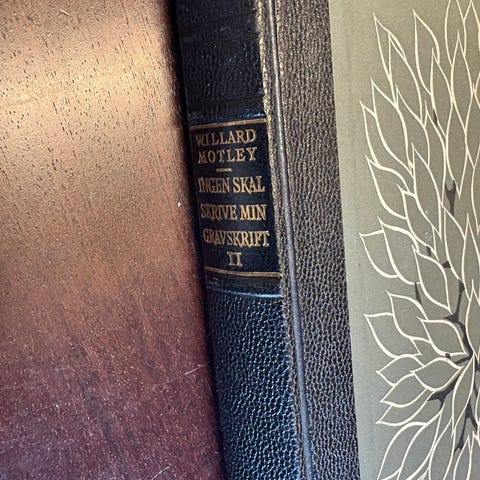 WILLARD
MOTLEY
INGEN SKAL
SKRIVE MIN
GRAVSKRIFT
II